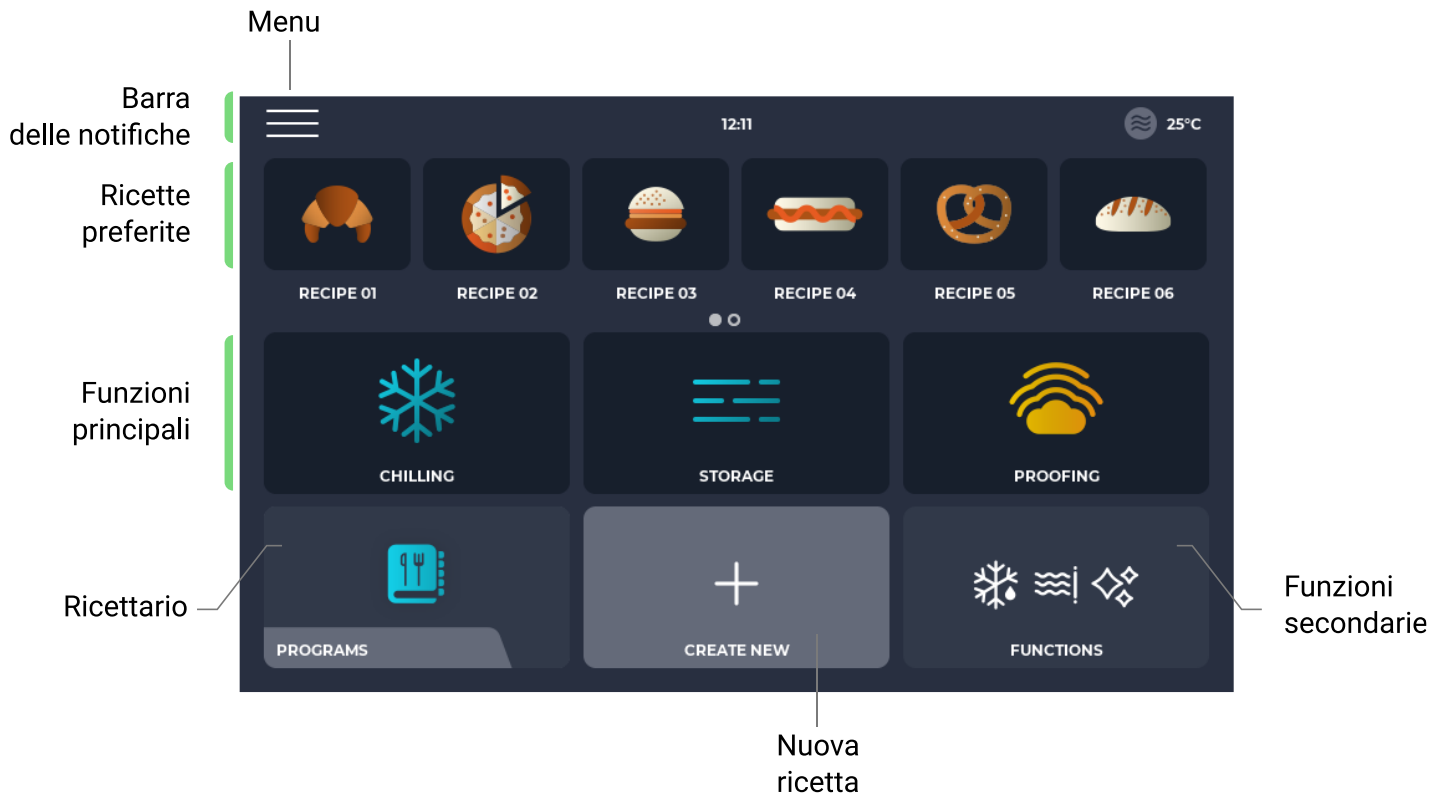 Menu
Barra
delle notifiche
12:11
25°C
Ricette
preferite
RECIPE 01
RECIPE 02
RECIPE 03
RECIPE 04
RECIPE 05
RECIPE 06
Funzioni
principali
CHILLING
STORAGE
PROOFING
Ricettario
PROGRAMS
CREATE NEW
FUNCTIONS
Funzioni
secondarie
Nuova
ricetta